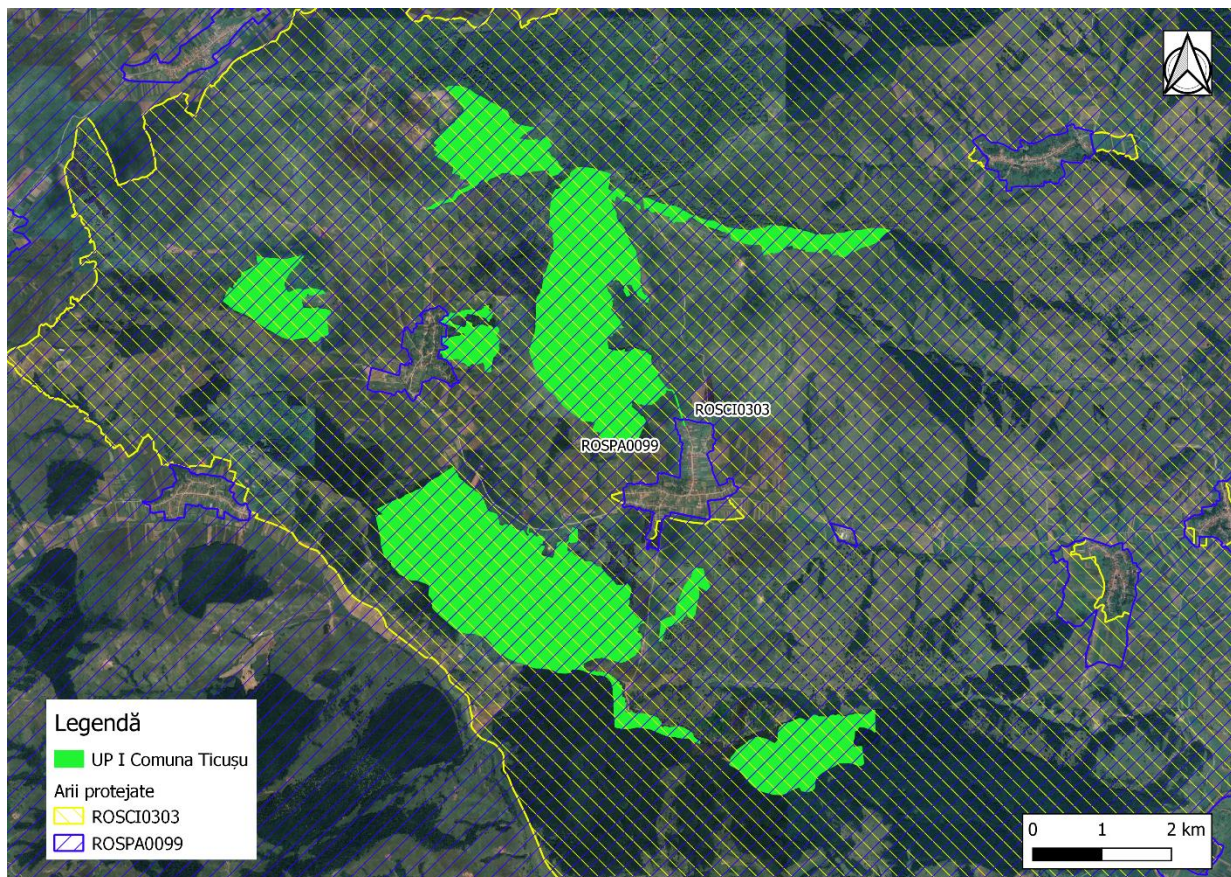 ROSCI0303
ROSPA0099
Legendă
UP I Comuna Ticușu
Arii protejate
ROSCI0303
ROSPA0099
0 1 2 km